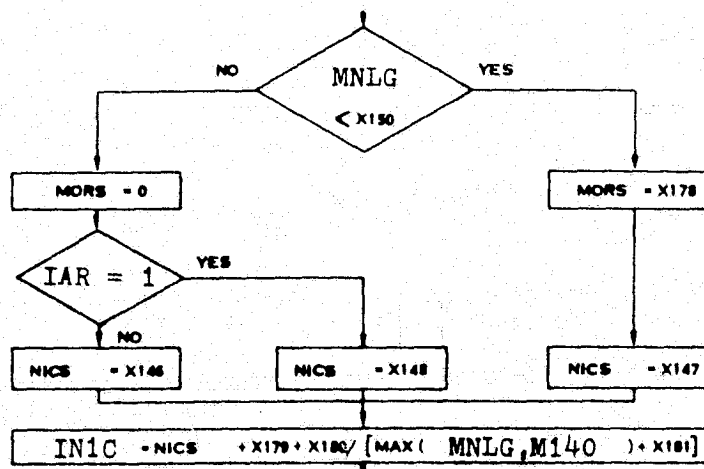 MNLG
< X150
NO
YES
MORS = 0
MORS = X178
IAR = 1
YES
NO
NICS = X146
NICS = X148
NICS = X147
IN1C = NICS + X179 + X180/ [MAX( MNLG,M140 ) + X181]